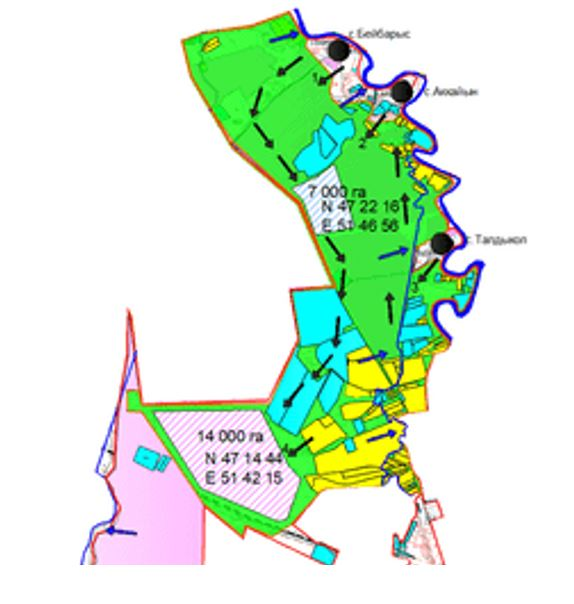 с.Бейбарыс
1
с.Аккайын
2
7 000 га
N 47 22 16
E 51 46 56
с. Талдыкол
3
14 000 га
4
N 47 14 44
E 51 42 15